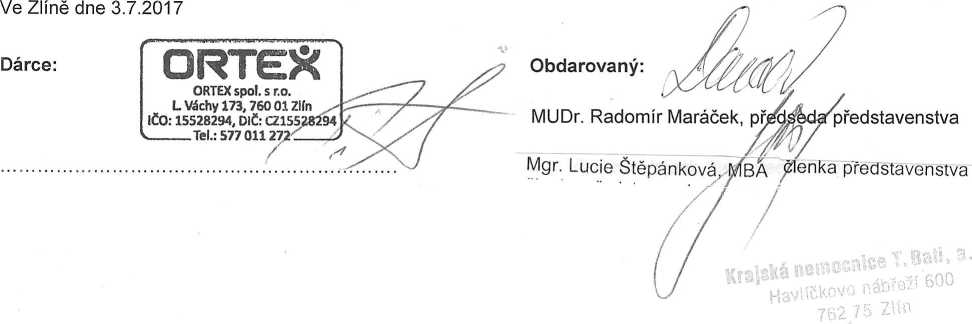 Ve Zlíně dne 3.7.2017
Dárce:
ORTEX
ORTEX spol. s r.o.
L. Váchy 173, 760 01 Zlín
IČO: 15528294, DIČ: CZ15528294
Tel.: 577 011 272
Obdarovaný:
MUDr. Radomír Maráček, předseda představenstva
Mgr. Lucie Štěpánková, MBA členka představenstva
Krajská nemocnice T. Bati, a.
Havlíčkovo nábřeží 600
762 75 Zlín